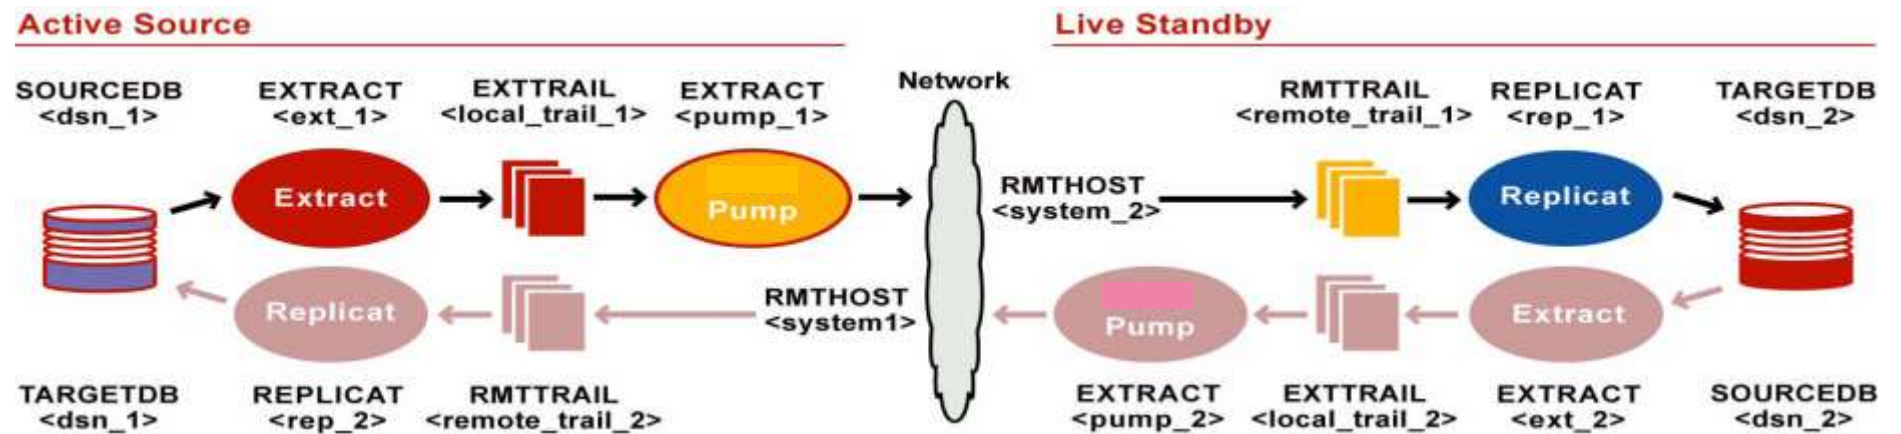 Active Source
Live Standby
SOURCEDB
<dsn_1>
EXTRACT
<ext_1>
EXTTRAIL
<local_trail_1>
EXTRACT
<pump_1>
Network
RMTTRAIL
<remote_trail_1>
REPLICAT
<rep_1>
TARGETDB
<dsn_2>
Extract
Pump
RMTHOST
<system_2>
Replicat
Replicat
RMTHOST
<system1>
Pump
Extract
TARGETDB
<dsn_1>
REPLICAT
<rep_2>
RMTTRAIL
<remote_trail_2>
EXTRACT
<pump_2>
EXTTRAIL
<local_trail_2>
EXTRACT
<ext_2>
SOURCEDB
<dsn_2>